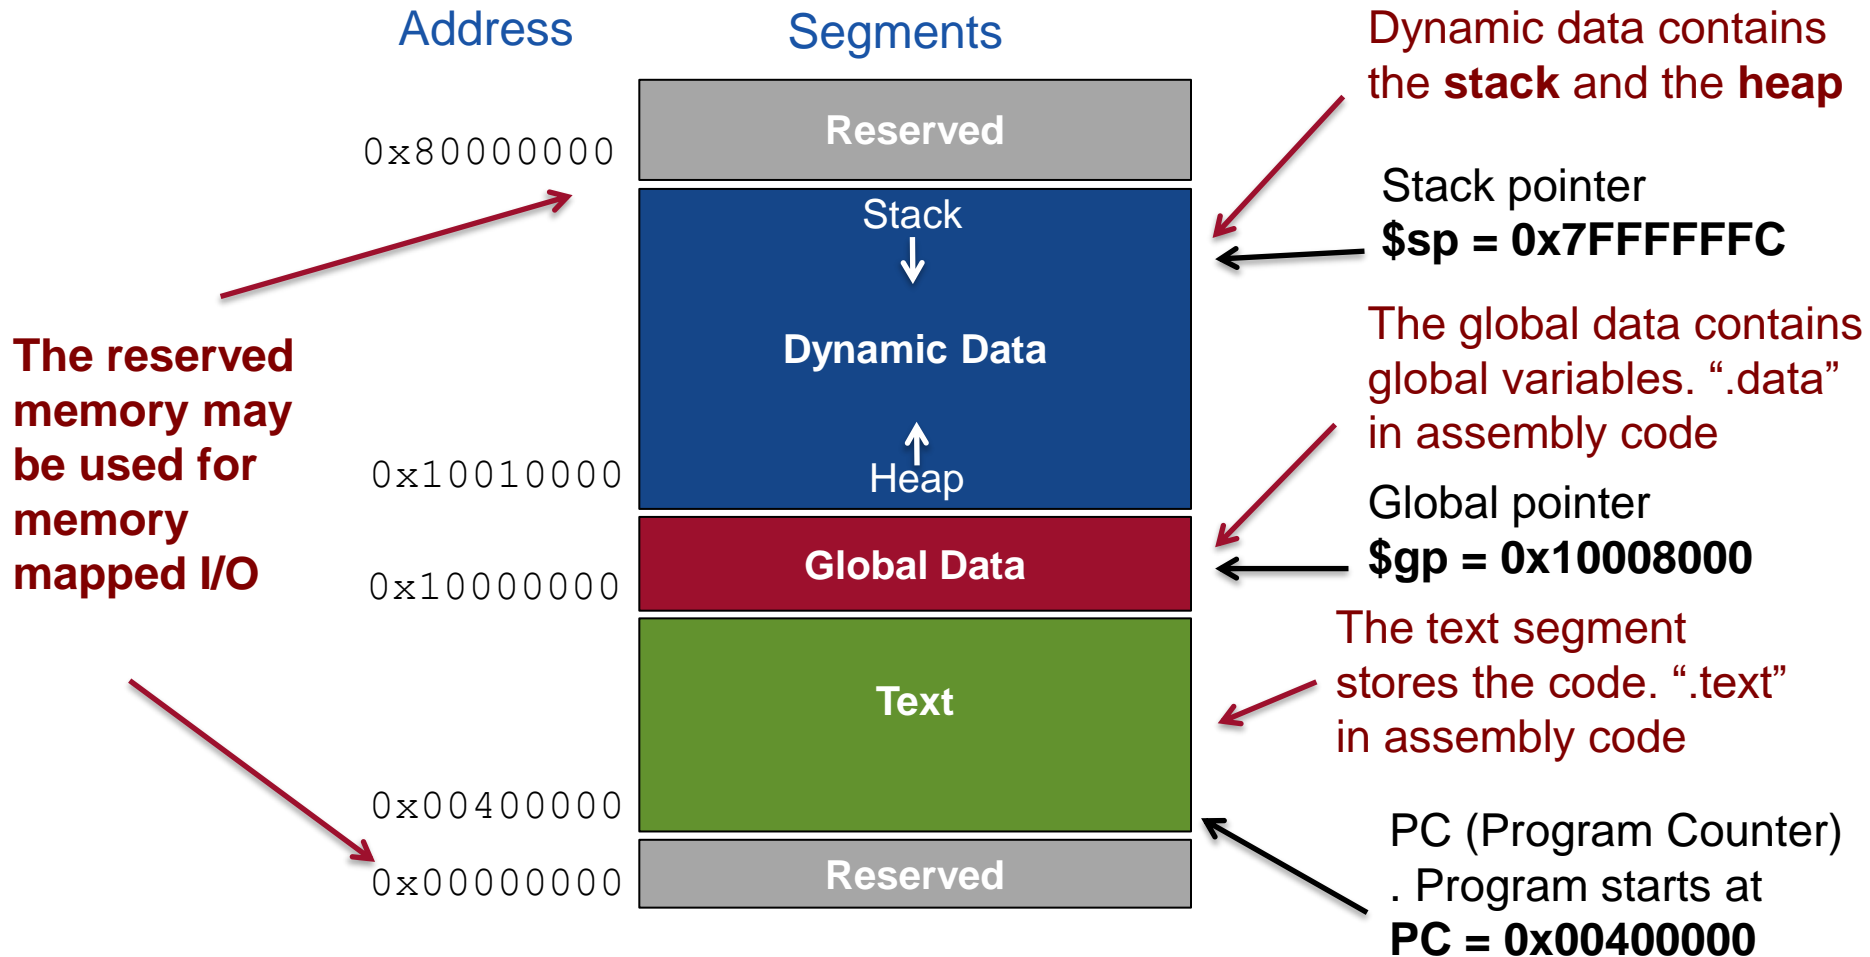 Address
Segments
Dynamic data contains
the stack and the heap
Reserved
0x80000000
Stack pointer
$sp = 0x7FFFFFFC
Stack
The global data contains
global variables. “.data”
in assembly code
The reserved
memory may
be used for
memory
mapped I/O
Dynamic Data
0x10010000
Heap
Global pointer
$gp = 0x10008000
Global Data
0x10000000
The text segment
stores the code. “.text”
in assembly code
Text
0x00400000
PC (Program Counter)
. Program starts at
PC = 0x00400000
0x00000000
Reserved